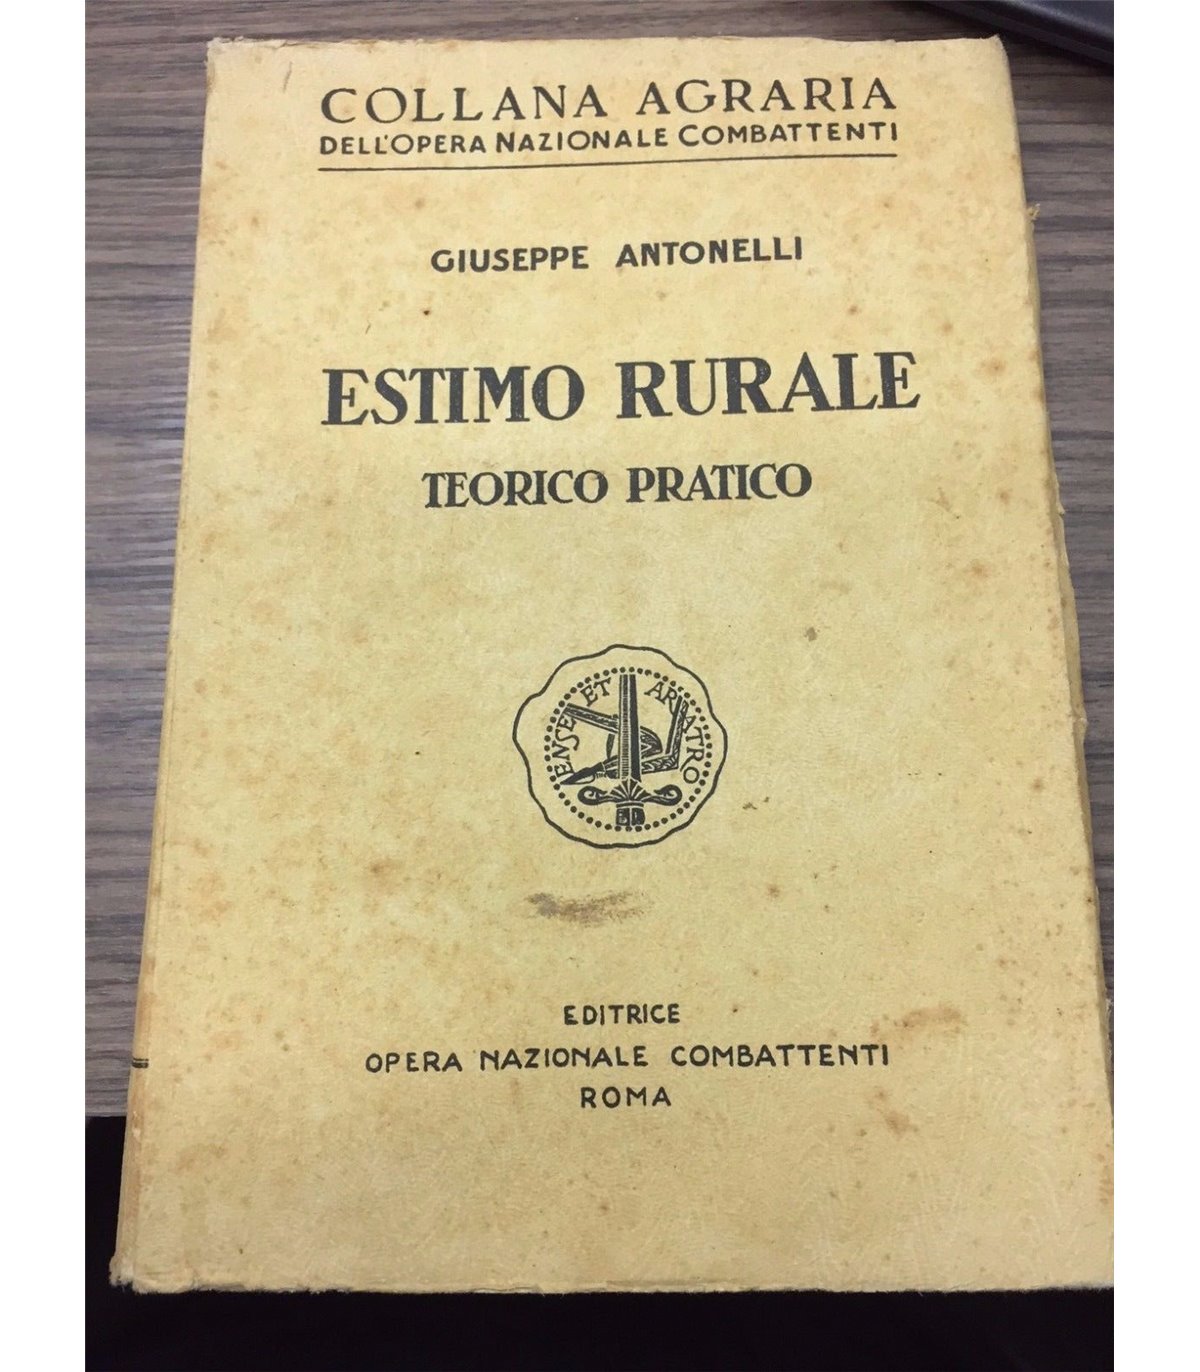 COLLANA AGRARIA
DELL'OPERA NAZIONALE COMBATTENTI
GIUSEPPE ANTONELLI
ESTIMO RURALE
TEORICO PRATICO
ENSE ET ARATRO
EDITRICE
OPERA NAZIONALE COMBATTENTI
ROMA